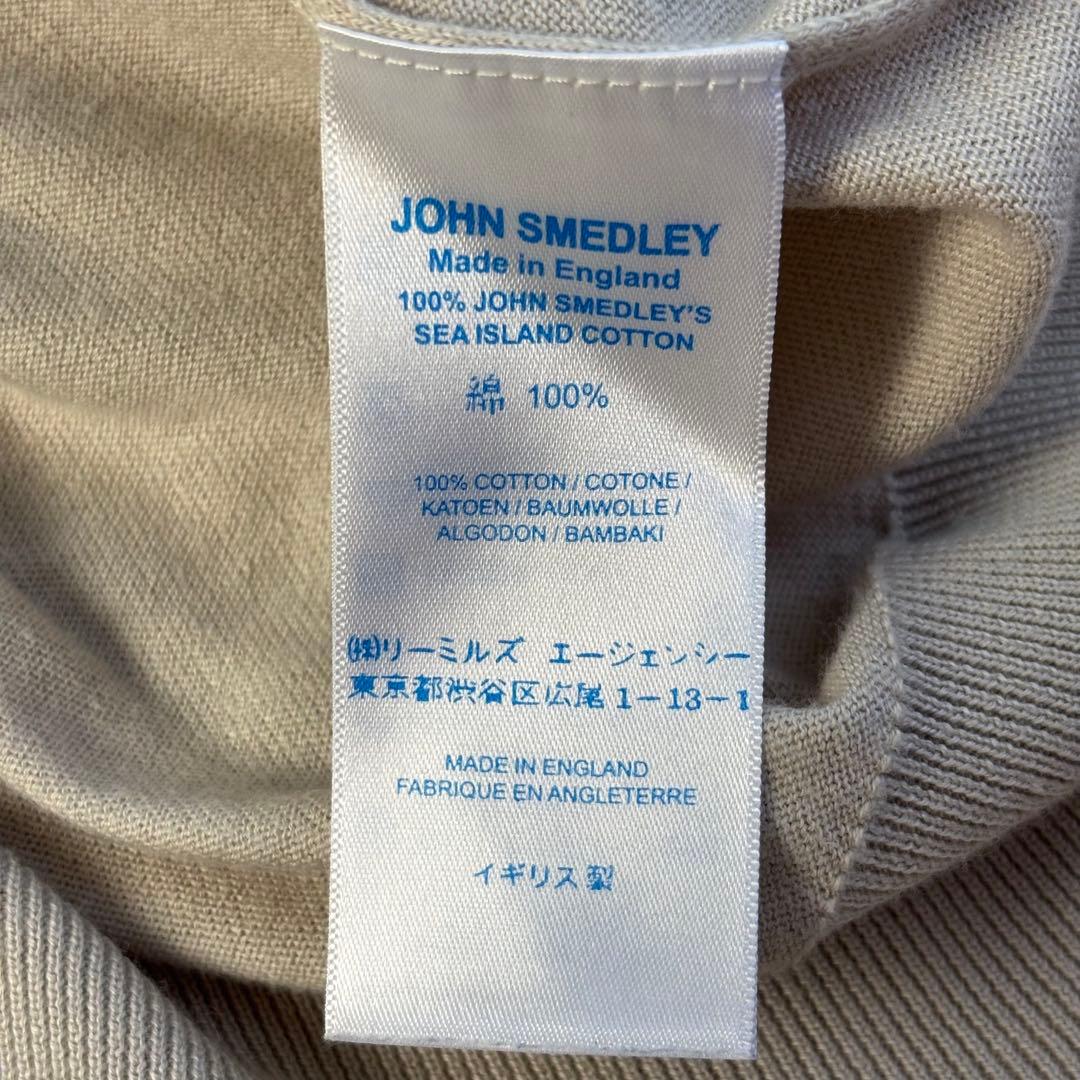 JOHN SMEDLEY
Made in England
100% JOHN SMEDLEY'S
SEA ISLAND COTTON
綿 100%
100% COTTON / COTONE /
KATOEN / BAUMWOLLE /
ALGODON / BAMBAKI
㈱リーミルズ エージェンシー
東京都渋谷区広尾1-13-1
MADE IN ENGLAND
FABRIQUE EN ANGLETERRE
イギリス製